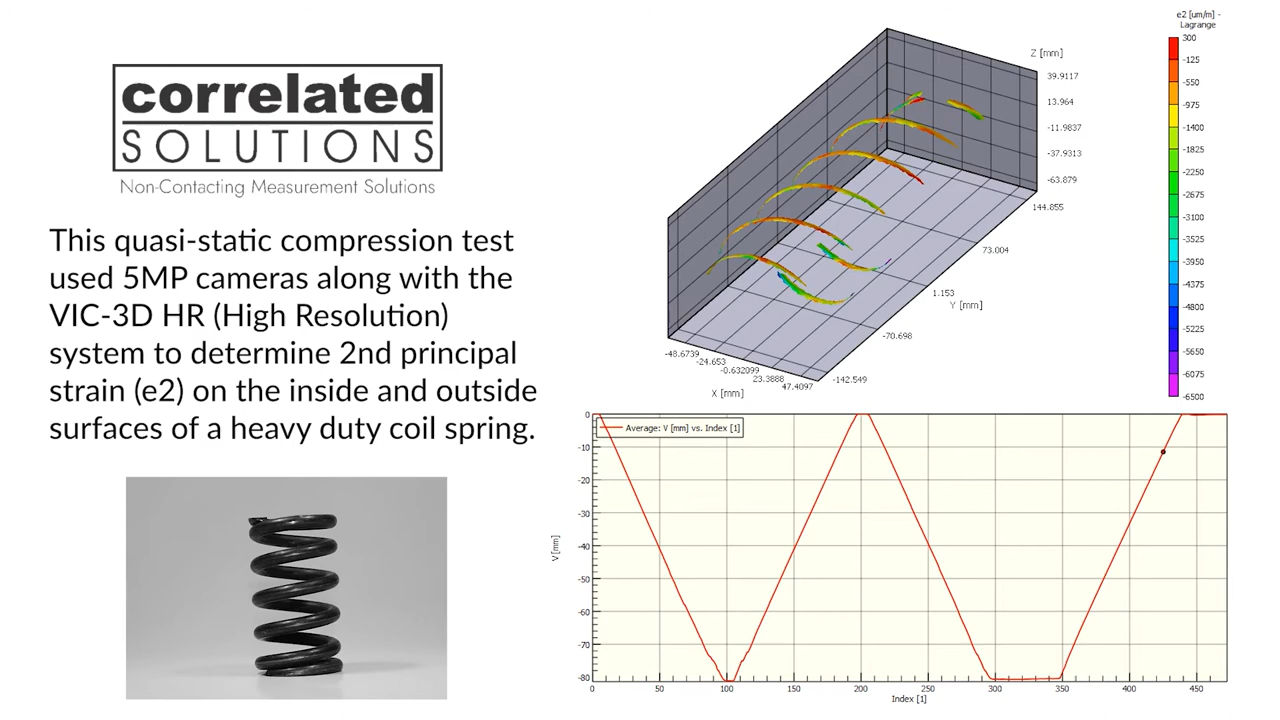 correlated
SOLUTIONS
Non-Contacting Measurement Solutions
This quasi-static compression test
used 5MP cameras along with the
VIC-3D HR (High Resolution)
system to determine 2nd principal
strain (e2) on the inside and outside
surfaces of a heavy duty coil spring.
e2 [um/m] -
Lagrange
300
-125
-550
-975
-1400
-1825
-2250
-2675
-3100
-3525
-3950
-4375
-4800
-5225
-5650
-6075
-6500
Z [mm]
39.9117
13.964
-11.9837
-37.9313
-63.879
144.855
73.004
1.153
Y [mm]
-70.698
-142.549
-48.6739
-24.653
-0.632099
23.3888
47.4097
X [mm]
Average: V [mm] vs. Index [1]
V [mm]
0
-10
-20
-30
-40
-50
-60
-70
-80
0 50 100 150 200 250 300 350 400 450
Index [1]